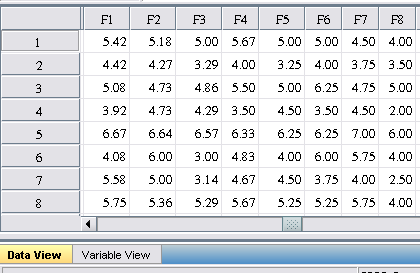 F1 F2 F3 F4 F5 F6 F7 F8
1 5.42 5.18 5.00 5.67 5.00 5.00 4.50 4.00
2 4.42 4.27 3.29 4.00 3.25 4.00 3.75 3.50
3 5.08 4.73 4.86 5.50 5.00 6.25 4.75 5.00
4 3.92 4.73 4.29 3.50 4.50 3.50 4.50 2.00
5 6.67 6.64 6.57 6.33 6.25 6.25 7.00 6.00
6 4.08 6.00 3.00 4.83 4.00 6.00 5.75 4.00
7 5.58 5.00 3.14 4.67 4.50 3.75 4.00 2.50
8 5.75 5.36 5.29 5.67 5.25 5.25 5.75 4.00
Data View Variable View